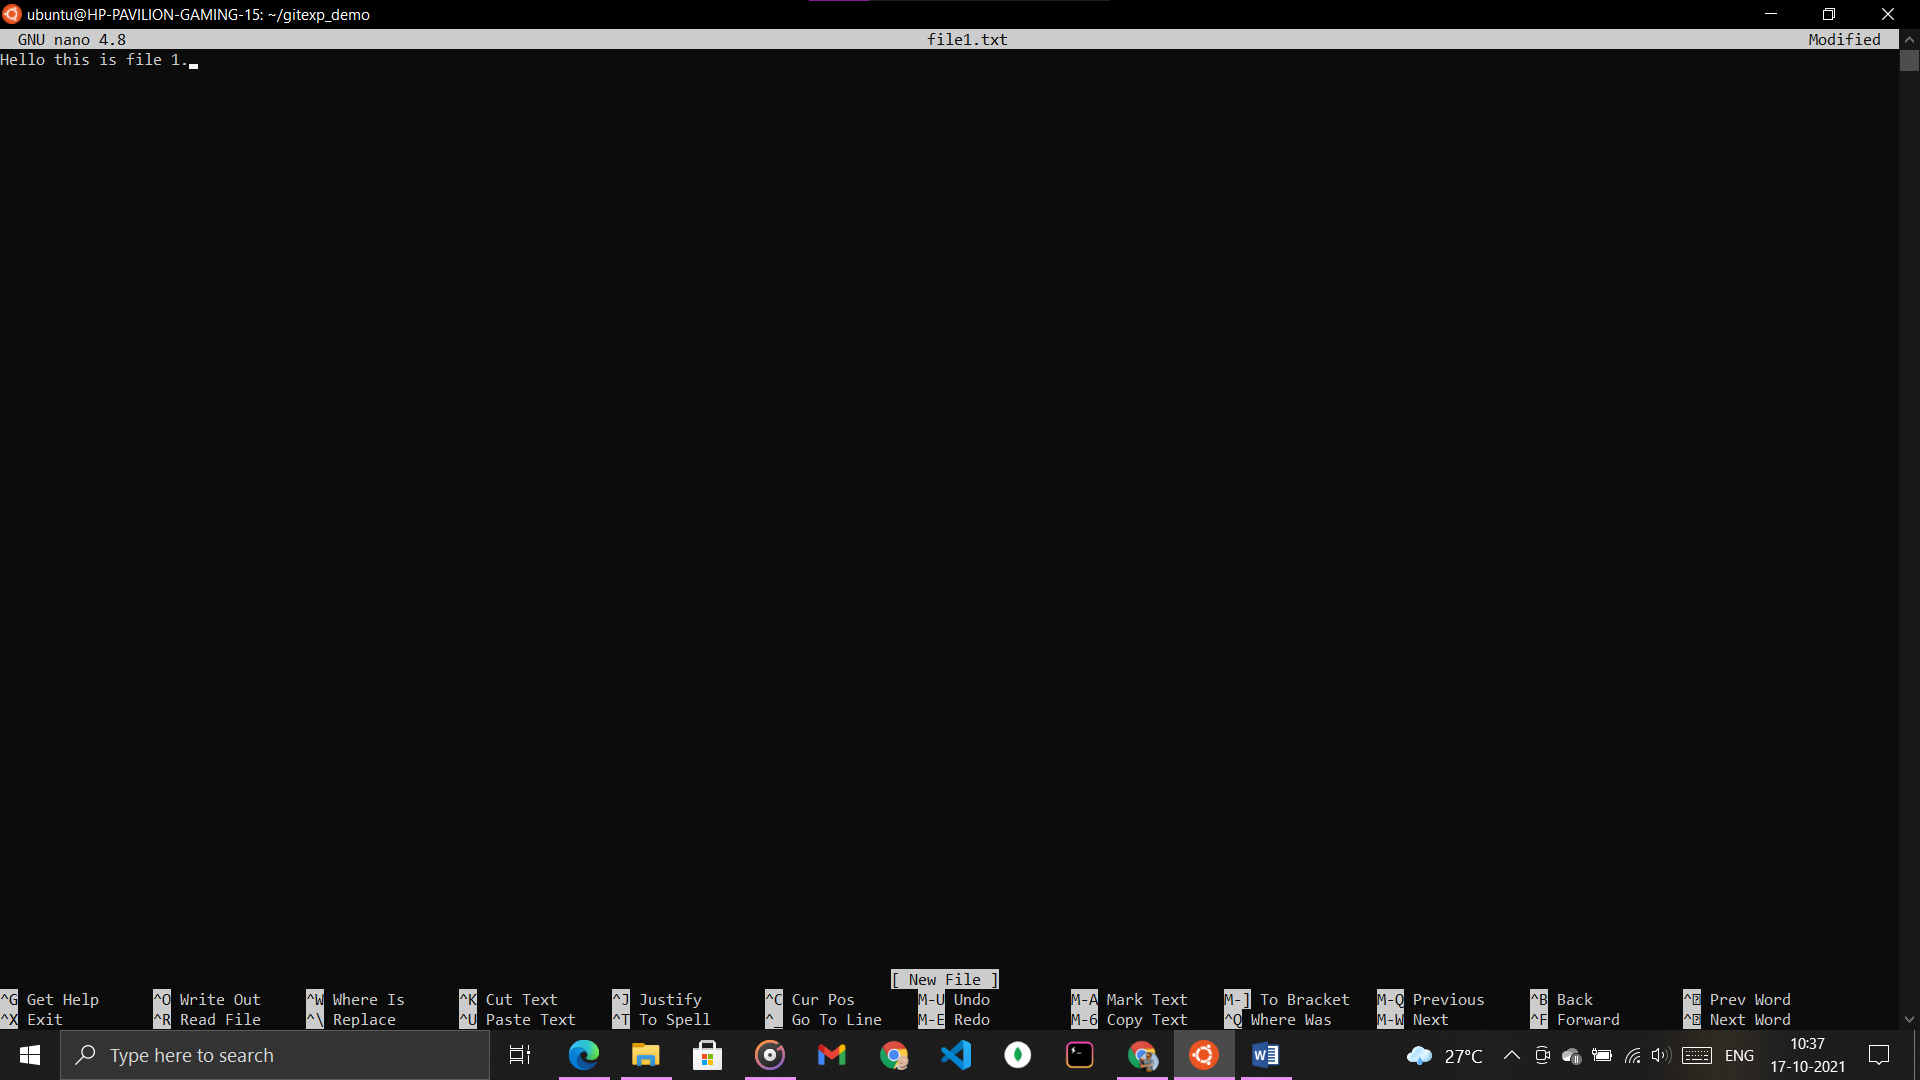 ubuntu@HP-PAVILION-GAMING-15: ~/gitexp_demo
GNU nano 4.8 file1.txt Modified
Hello this is file 1.
[ New File ]
^G Get Help ^O Write Out ^W Where Is ^K Cut Text ^J Justify ^C Cur Pos M-U Undo M-A Mark Text M-] To Bracket M-Q Previous ^B Back ^ Prev Word
^X Exit ^R Read File ^\ Replace ^U Paste Text ^T To Spell ^_ Go To Line M-E Redo M-6 Copy Text ^Q Where Was M-W Next ^F Forward ^ Next Word
Type here to search 27°C ENG 10:37
17-10-2021